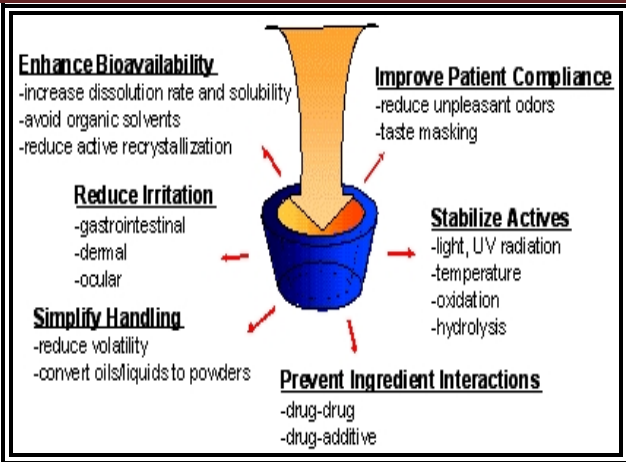 Enhance Bioavailability
-increase dissolution rate and solubility
-avoid organic solvents
-reduce active recrystallization
Improve Patient Compliance
-reduce unpleasant odors
-taste masking
Reduce Irritation
-gastrointestinal
-dermal
-ocular
Stabilize Actives
-light, UV radiation
-temperature
-oxidation
-hydrolysis
Simplify Handling
-reduce volatility
-convert oils/liquids to powders
Prevent Ingredient Interactions
-drug-drug
-drug-additive